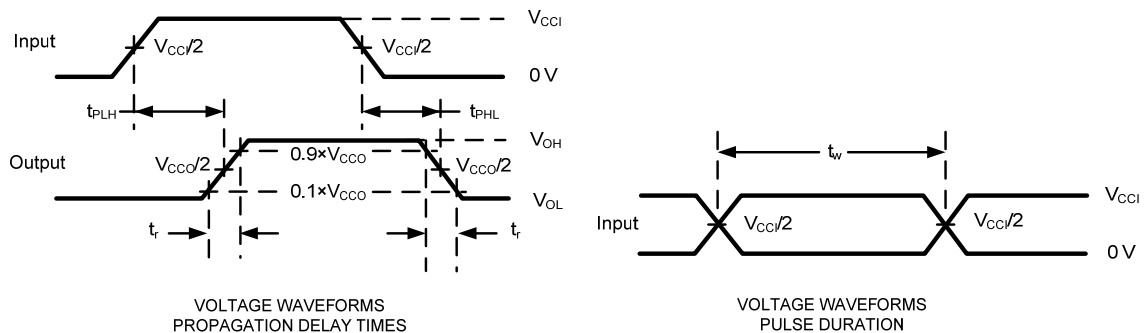 V_CCI
Input
V_CCI/2
V_CCI/2
0 V
t_PLH
t_PHL
V_OH
Output
V_CCO/2
0.9×V_CCO
V_CCO/2
0.1×V_CCO
V_OL
t_r
t_r
VOLTAGE WAVEFORMS
PROPAGATION DELAY TIMES
t_w
V_CCI
Input
V_CCI/2
V_CCI/2
0 V
VOLTAGE WAVEFORMS
PULSE DURATION